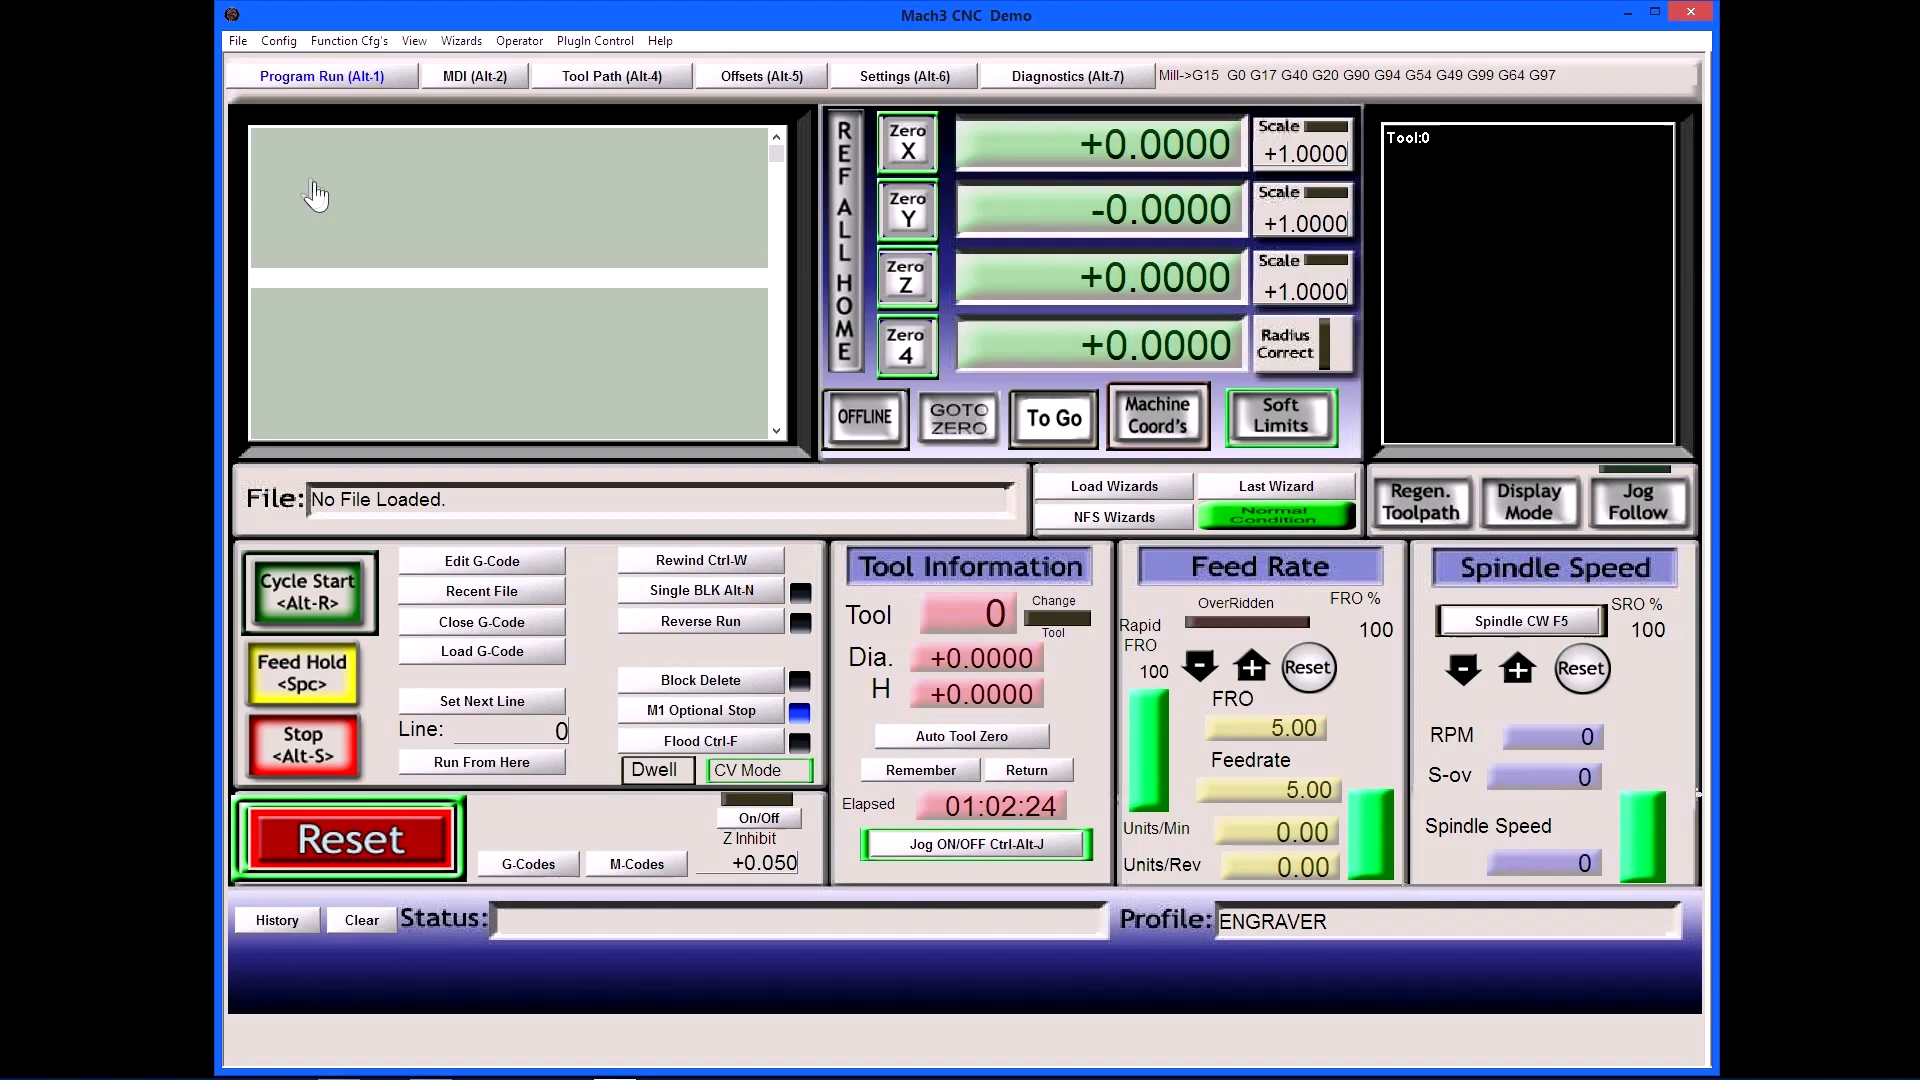 Mach3 CNC Demo
File Config Function Cfg's View Wizards Operator PlugIn Control Help
Program Run (Alt-1) MDI (Alt-2) Tool Path (Alt-4) Offsets (Alt-5) Settings (Alt-6) Diagnostics (Alt-7) Mill->G15 G0 G17 G40 G20 G90 G94 G54 G49 G99 G64 G97
REF ALL HOME
Zero X +0.0000 Scale +1.0000
Zero Y -0.0000 Scale +1.0000
Zero Z +0.0000 Scale +1.0000
Zero 4 +0.0000 Radius Correct
OFFLINE GOTO ZERO To Go Machine Coord's Soft Limits
Tool:0
File: No File Loaded.
Load Wizards Last Wizard
NFS Wizards Normal Condition
Regen. Toolpath Display Mode Jog Follow
Cycle Start <Alt-R>
Feed Hold <Spc>
Stop <Alt-S>
Edit G-Code
Recent File
Close G-Code
Load G-Code
Set Next Line
Line: 0
Run From Here
Rewind Ctrl-W
Single BLK Alt-N
Reverse Run
Block Delete
M1 Optional Stop
Flood Ctrl-F
Dwell CV Mode
Reset
G-Codes M-Codes
On/Off
Z Inhibit
+0.050
Tool Information
Tool 0 Change Tool
Dia. +0.0000
H +0.0000
Auto Tool Zero
Remember Return
Elapsed 01:02:24
Jog ON/OFF Ctrl-Alt-J
Feed Rate
OverRidden FRO %
100
Rapid FRO
100
Reset
FRO
5.00
Feedrate
5.00
Units/Min 0.00
Units/Rev 0.00
Spindle Speed
Spindle CW F5 SRO %
100
Reset
RPM 0
S-ov 0
Spindle Speed
0
History Clear Status: Profile: ENGRAVER